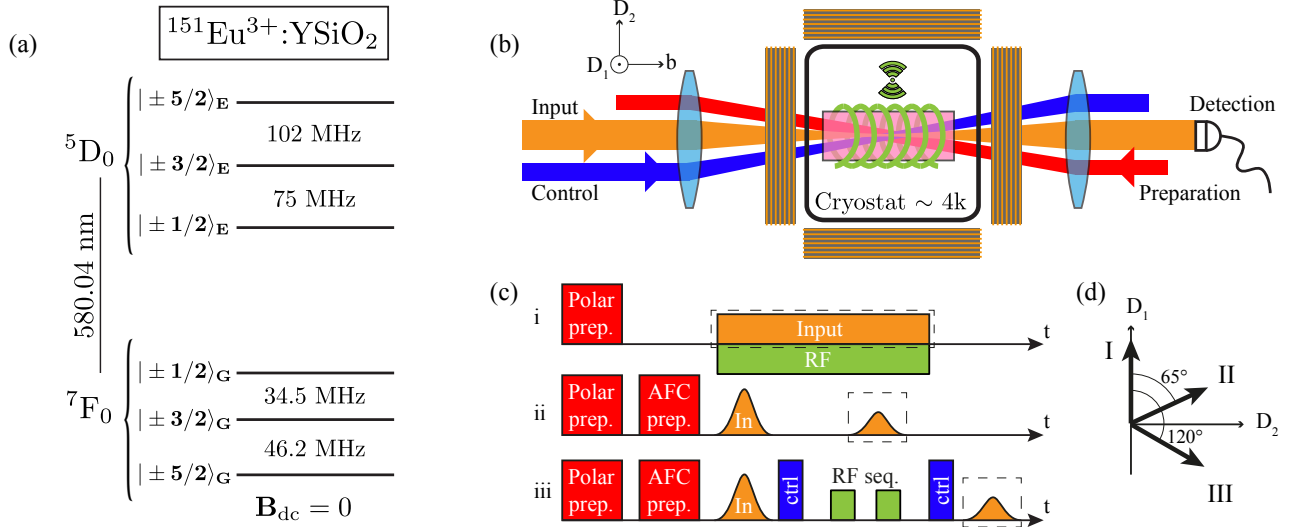 (a)
¹⁵¹Eu³⁺:YSiO₂
| ± 5/2⟩E
102 MHz
⁵D₀
| ± 3/2⟩E
75 MHz
| ± 1/2⟩E
580.04 nm
| ± 1/2⟩G
34.5 MHz
⁷F₀
| ± 3/2⟩G
46.2 MHz
| ± 5/2⟩G
B_dc = 0
(b)
D₂
D₁
b
Input
Control
Cryostat ∼ 4k
Detection
Preparation
(c)
i
Polar
prep.
Input
RF
t
ii
Polar
prep.
AFC
prep.
In
t
iii
Polar
prep.
AFC
prep.
In
ctrl
RF seq.
ctrl
t
(d)
D₁
I
65°
II
D₂
120°
III